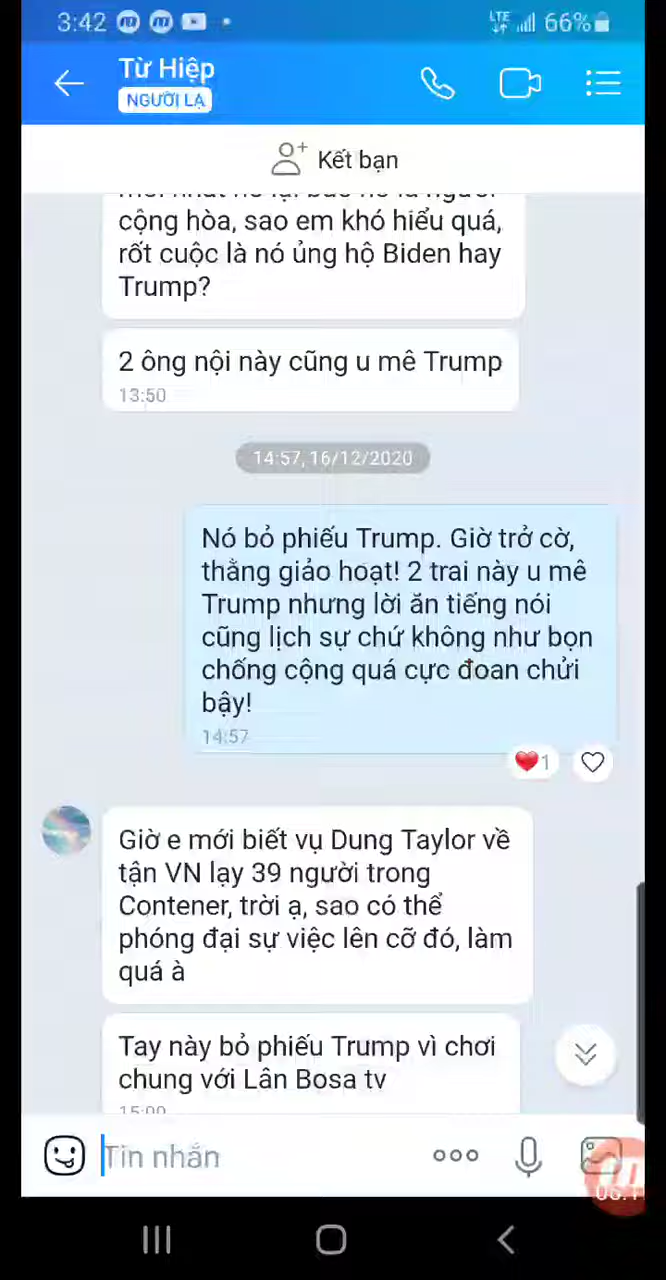 3:42
LTE 66%
Từ Hiệp
NGƯỜI LẠ
Kết bạn
cộng hòa, sao em khó hiểu quá,
rốt cuộc là nó ủng hộ Biden hay
Trump?
2 ông nội này cũng u mê Trump
13:50
14:57, 16/12/2020
Nó bỏ phiếu Trump. Giờ trở cờ,
thằng giảo hoạt! 2 trai này u mê
Trump nhưng lời ăn tiếng nói
cũng lịch sự chứ không như bọn
chống cộng quá cực đoan chửi
bậy!
14:57
1
Giờ e mới biết vụ Dung Taylor về
tận VN lạy 39 người trong
Contener, trời ạ, sao có thể
phóng đại sự việc lên cỡ đó, làm
quá à
Tay này bỏ phiếu Trump vì chơi
chung với Lân Bosa tv
15:00
Tin nhắn